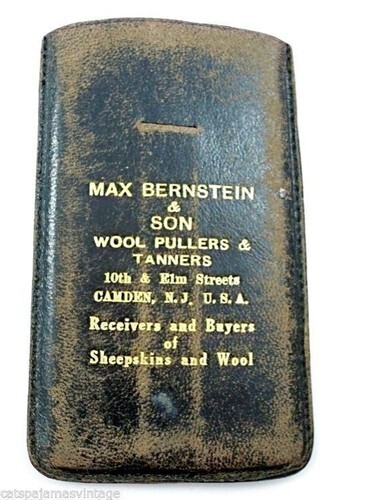 MAX BERNSTEIN
&
SON
WOOL PULLERS &
TANNERS
10th & Elm Streets
CAMDEN, N. J. U. S. A.
Receivers and Buyers
of
Sheepskins and Wool
catspajamasvintage